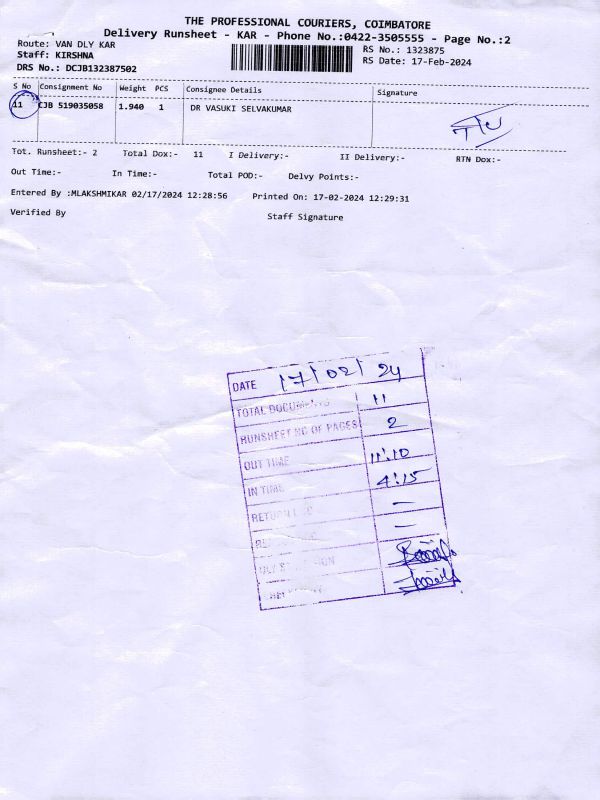 THE PROFESSIONAL COURIERS, COIMBATORE
Delivery Runsheet - KAR - Phone No.:0422-3505555 - Page No.:2
Route: VAN DLY KAR
Staff: KIRSHNA
DRS No.: DCJB132387502
RS No.: 1323875
RS Date: 17-Feb-2024
S No Consignment No Weight PCS Consignee Details Signature
11 CJB 519035058 1.940 1 DR VASUKI SELVAKUMAR
Tot. Runsheet:- 2 Total Dox:- 11 I Delivery:- II Delivery:- RTN Dox:-
Out Time:- In Time:- Total POD:- Delvy Points:-
Entered By :MLAKSHMIKAR 02/17/2024 12:28:56 Printed On: 17-02-2024 12:29:31
Verified By Staff Signature
DATE 17/02/24
TOTAL DOCUMENTS 11
RUNSHEET NO OF PAGES 2
OUT TIME 11:10
IN TIME 4:15
RETURN –
–